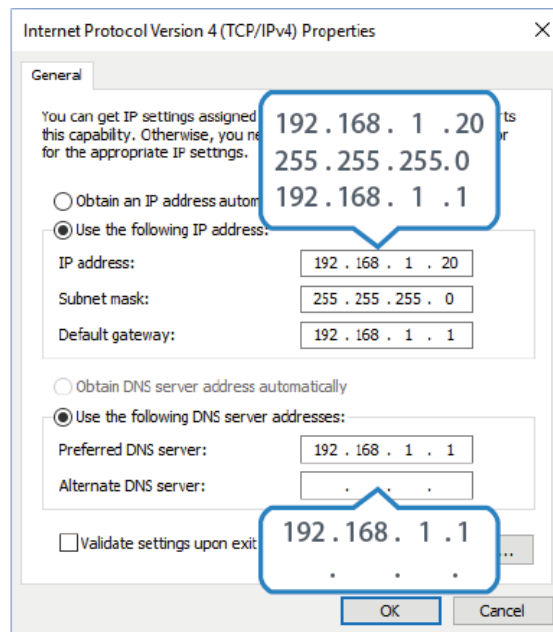 Internet Protocol Version 4 (TCP/IPv4) Properties
General
You can get IP settings assigned
this capability. Otherwise, you ne
for the appropriate IP settings.
192.168. 1 .20
255.255.255.0
192.168. 1 .1
Obtain an IP address autom
Use the following IP address:
IP address: 192 . 168 . 1 . 20
Subnet mask: 255 . 255 . 255 . 0
Default gateway: 192 . 168 . 1 . 1
Obtain DNS server address automatically
Use the following DNS server addresses:
Preferred DNS server: 192 . 168 . 1 . 1
Alternate DNS server: . . .
192.168. 1 .1
. . .
Validate settings upon exit
...
OK Cancel